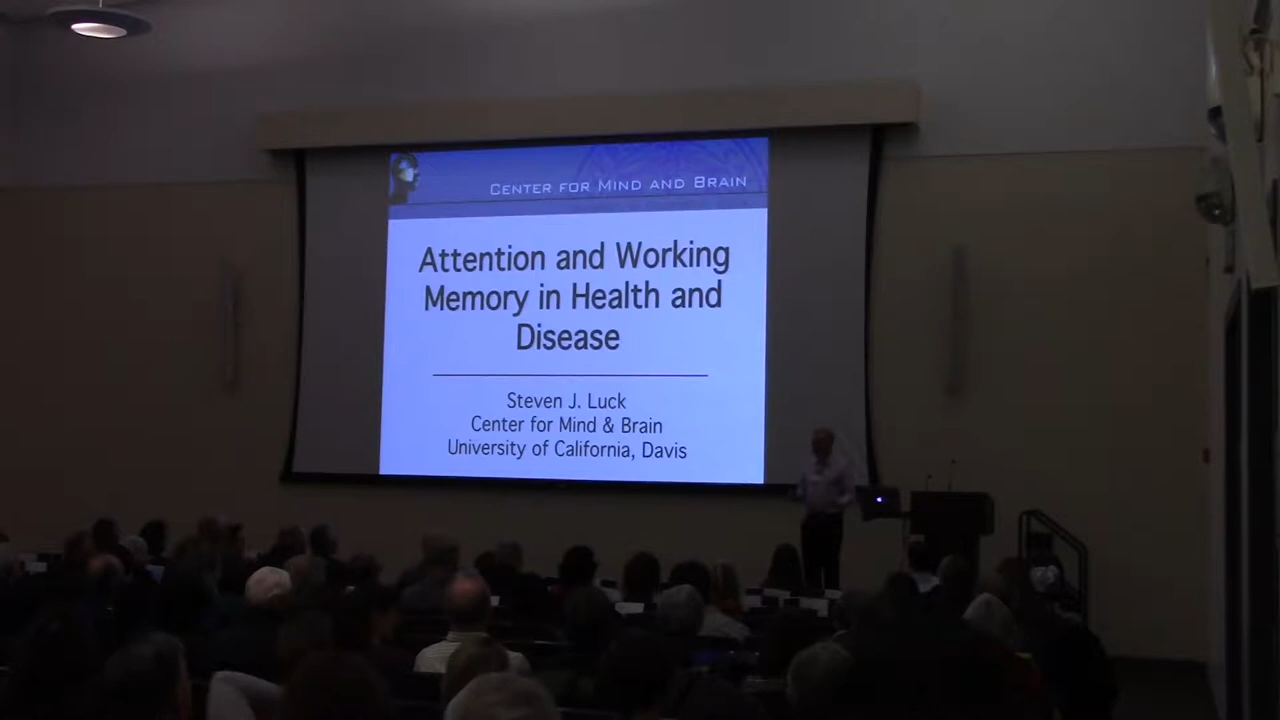 Center for Mind and Brain
Attention and Working
Memory in Health and
Disease
Steven J. Luck
Center for Mind & Brain
University of California, Davis